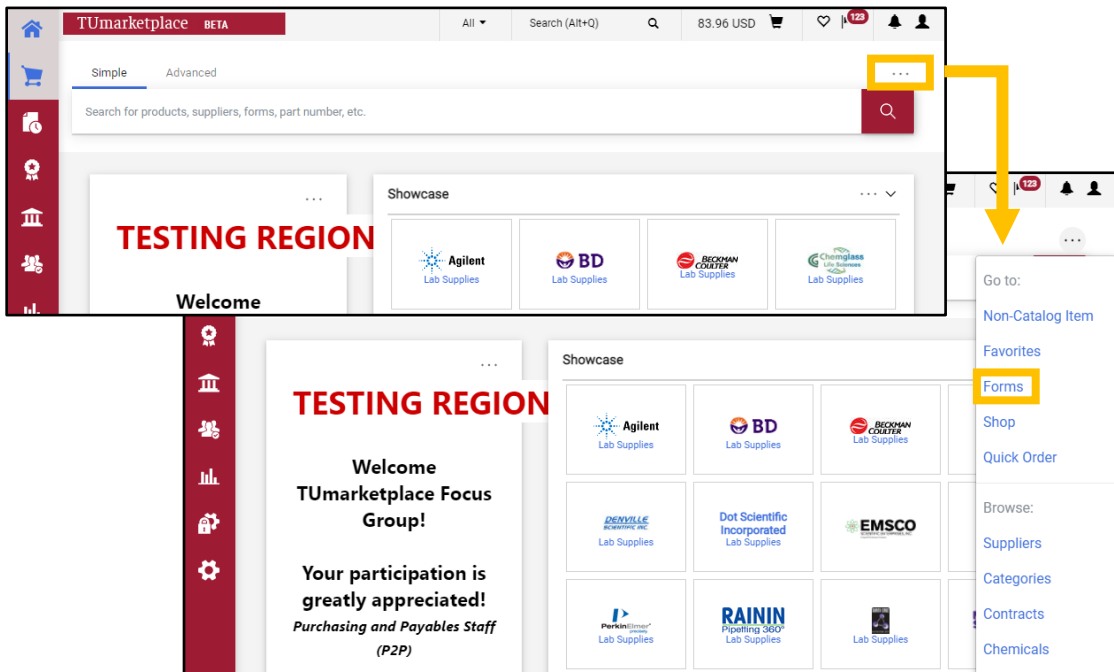 TUmarketplace BETA
All
Search (Alt+Q)
83.96 USD
123
Simple
Advanced
...
Search for products, suppliers, forms, part number, etc.
...
TESTING REGION
Welcome
Showcase
...
Agilent
Lab Supplies
BD
Lab Supplies
BECKMAN
COULTER
Lab Supplies
Chemglass
Life Sciences
Lab Supplies
123
...
Go to:
Non-Catalog Item
Favorites
Forms
Shop
Quick Order
Browse:
Suppliers
Categories
Contracts
Chemicals
...
TESTING REGION
Welcome
TUmarketplace Focus
Group!
Your participation is
greatly appreciated!
Purchasing and Payables Staff
(P2P)
Showcase
Agilent
Lab Supplies
BD
Lab Supplies
BECKMAN
COULTER
Lab Supplies
DENVILLE
SCIENTIFIC INC.
Lab Supplies
Dot Scientific
Incorporated
Lab Supplies
EMSCO
PerkinElmer
precisely
Lab Supplies
RAININ
Pipetting 360°
Lab Supplies
Lab Supplies